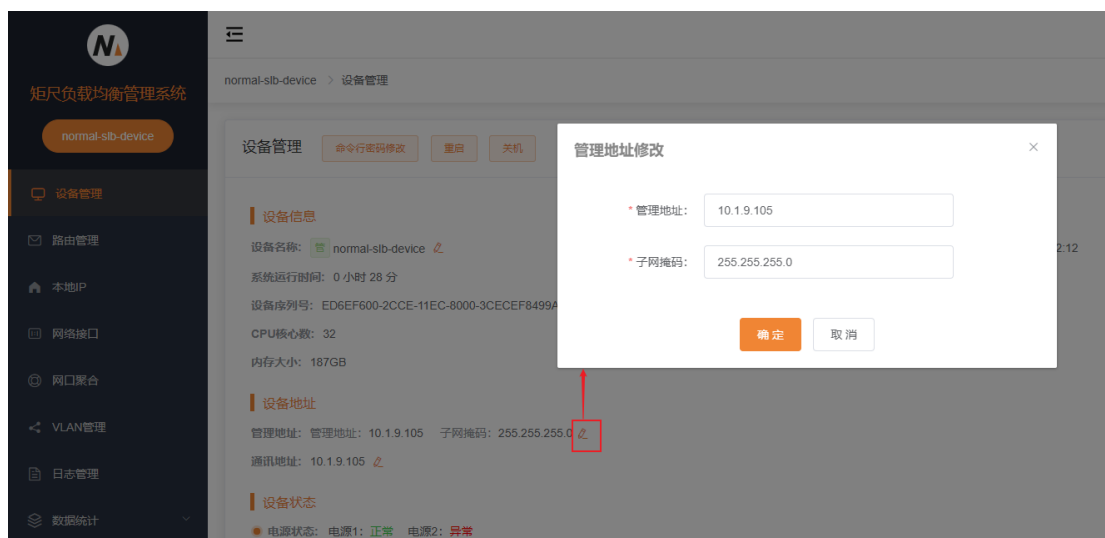 矩尺负载均衡管理系统
normal-slb-device
设备管理
路由管理
本地IP
网络接口
网口聚合
VLAN管理
日志管理
数据统计
normal-slb-device > 设备管理
设备管理 命令行密码修改 重启 关机
设备信息
设备名称: normal-slb-device
系统运行时间: 0 小时 28 分
设备序列号: ED6EF600-2CCE-11EC-8000-3CECEF8499A
CPU核心数: 32
内存大小: 187GB
设备地址
管理地址: 管理地址: 10.1.9.105 子网掩码: 255.255.255.0
通讯地址: 10.1.9.105
设备状态
电源状态: 电源1: 正常 电源2: 异常
2:12
管理地址修改
* 管理地址: 10.1.9.105
* 子网掩码: 255.255.255.0
确 定 取 消